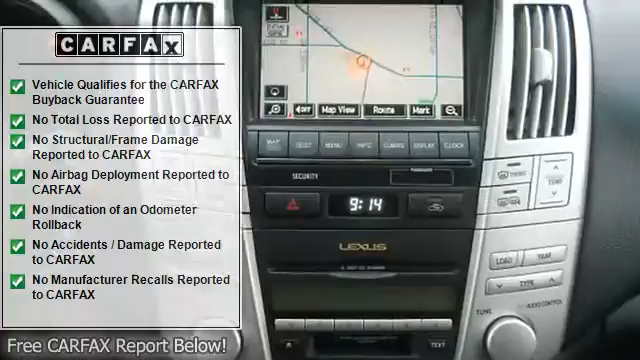 CARFAX
Vehicle Qualifies for the CARFAX
Buyback Guarantee
No Total Loss Reported to CARFAX
No Structural/Frame Damage
Reported to CARFAX
No Airbag Deployment Reported to
CARFAX
No Indication of an Odometer
Rollback
No Accidents / Damage Reported
to CARFAX
No Manufacturer Recalls Reported
to CARFAX
Free CARFAX Report Below!
Map View
Route
Mark
MAP
DEST
MENU
INFO
CLIMATE
DISPLAY
CLOCK
SECURITY
9:14
LEXUS
LOAD
TYPE
TUNE
AUDIO CONTROL
TEXT
TEMP